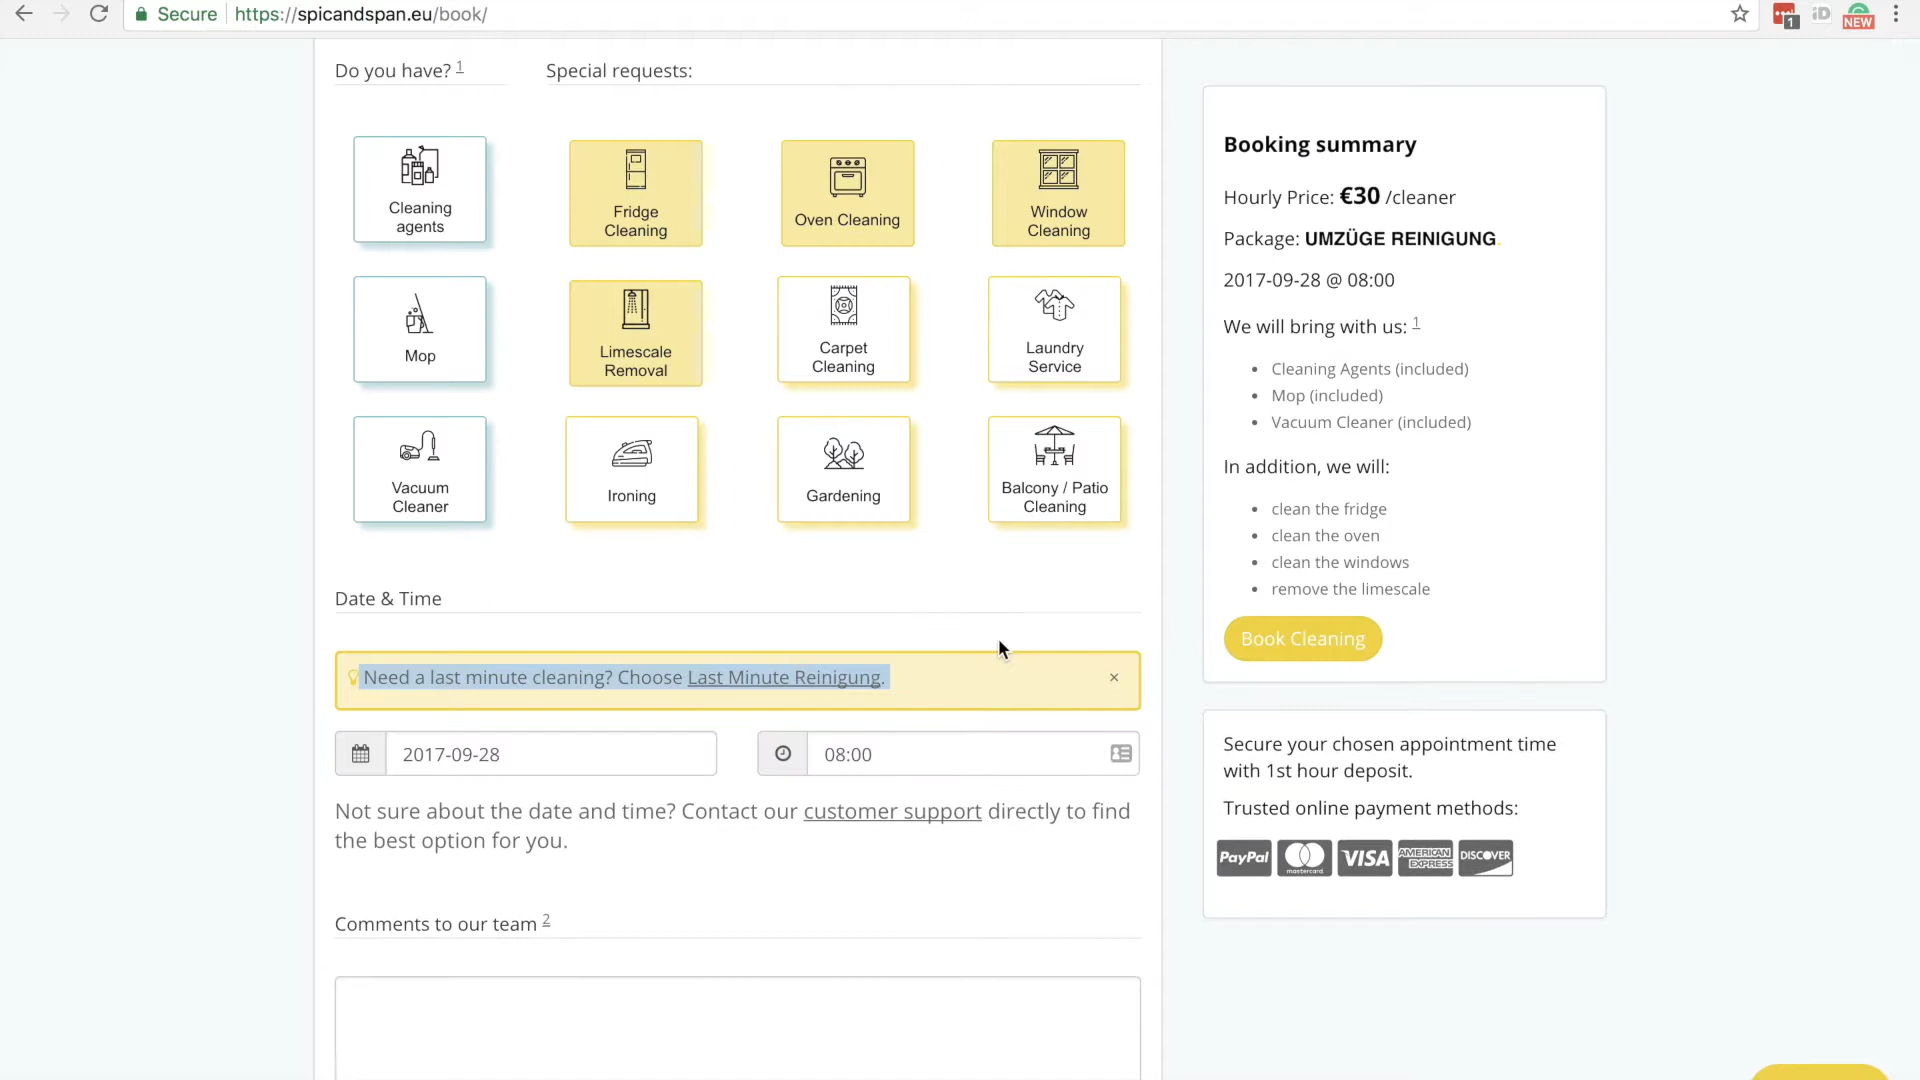 Secure https://spicandspan.eu/book/
1
iD
NEW
Do you have? 1
Special requests:
Cleaning
agents
Fridge
Cleaning
Oven Cleaning
Window
Cleaning
Mop
Limescale
Removal
Carpet
Cleaning
Laundry
Service
Vacuum
Cleaner
Ironing
Gardening
Balcony / Patio
Cleaning
Date & Time
Need a last minute cleaning? Choose Last Minute Reinigung.
×
2017-09-28
08:00
Not sure about the date and time? Contact our customer support directly to find
the best option for you.
Comments to our team 2
Booking summary
Hourly Price: €30 /cleaner
Package: UMZÜGE REINIGUNG.
2017-09-28 @ 08:00
We will bring with us: 1
Cleaning Agents (included)
Mop (included)
Vacuum Cleaner (included)
In addition, we will:
clean the fridge
clean the oven
clean the windows
remove the limescale
Book Cleaning
Secure your chosen appointment time
with 1st hour deposit.
Trusted online payment methods:
PayPal
mastercard
VISA
AMERICAN
EXPRESS
DISCOVER